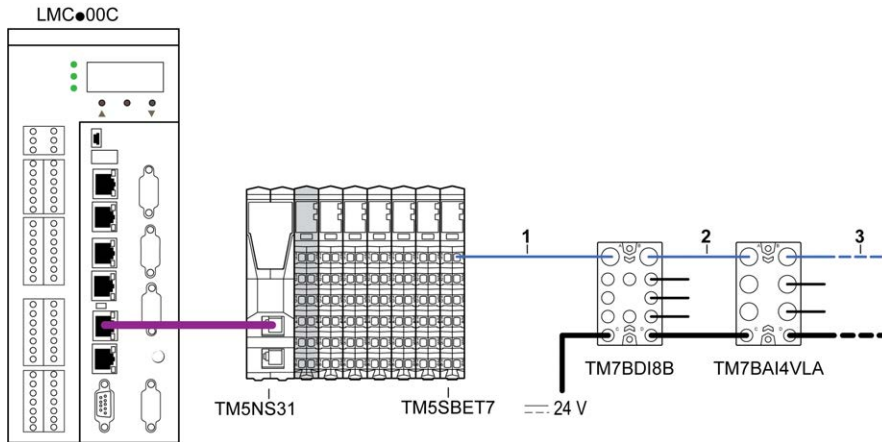 LMC●00C
1
2
3
A
B
A
B
C
D
C
D
TM7BDI8B
TM7BAI4VLA
TM5NS31
TM5SBET7
24 V